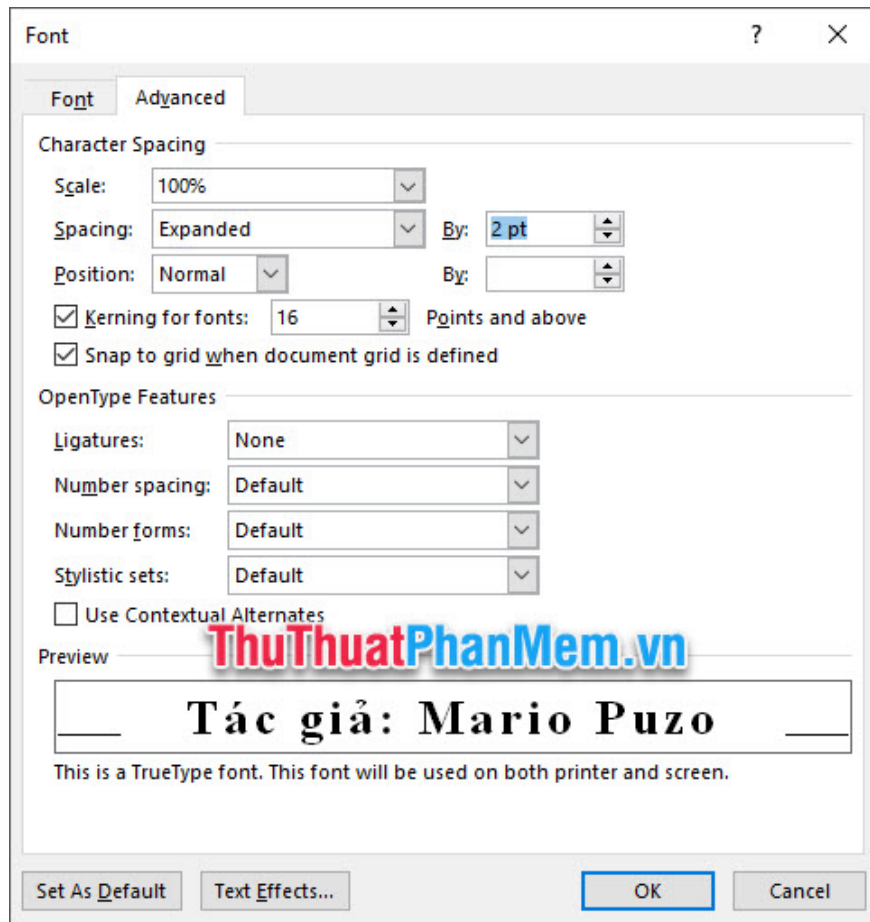 Font ?
Font Advanced
Character Spacing
Scale: 100%
Spacing: Expanded By: 2 pt
Position: Normal By:
Kerning for fonts: 16 Points and above
Snap to grid when document grid is defined
OpenType Features
Ligatures: None
Number spacing: Default
Number forms: Default
Stylistic sets: Default
Use Contextual Alternates
ThuThuatPhanMem.vn
Preview
Tác giả: Mario Puzo
This is a TrueType font. This font will be used on both printer and screen.
Set As Default Text Effects... OK Cancel